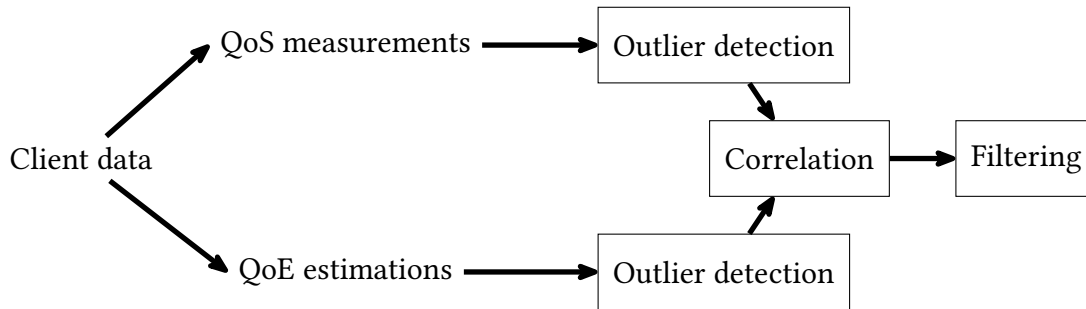 QoS measurements
Outlier detection
Client data
Correlation
Filtering
QoE estimations
Outlier detection